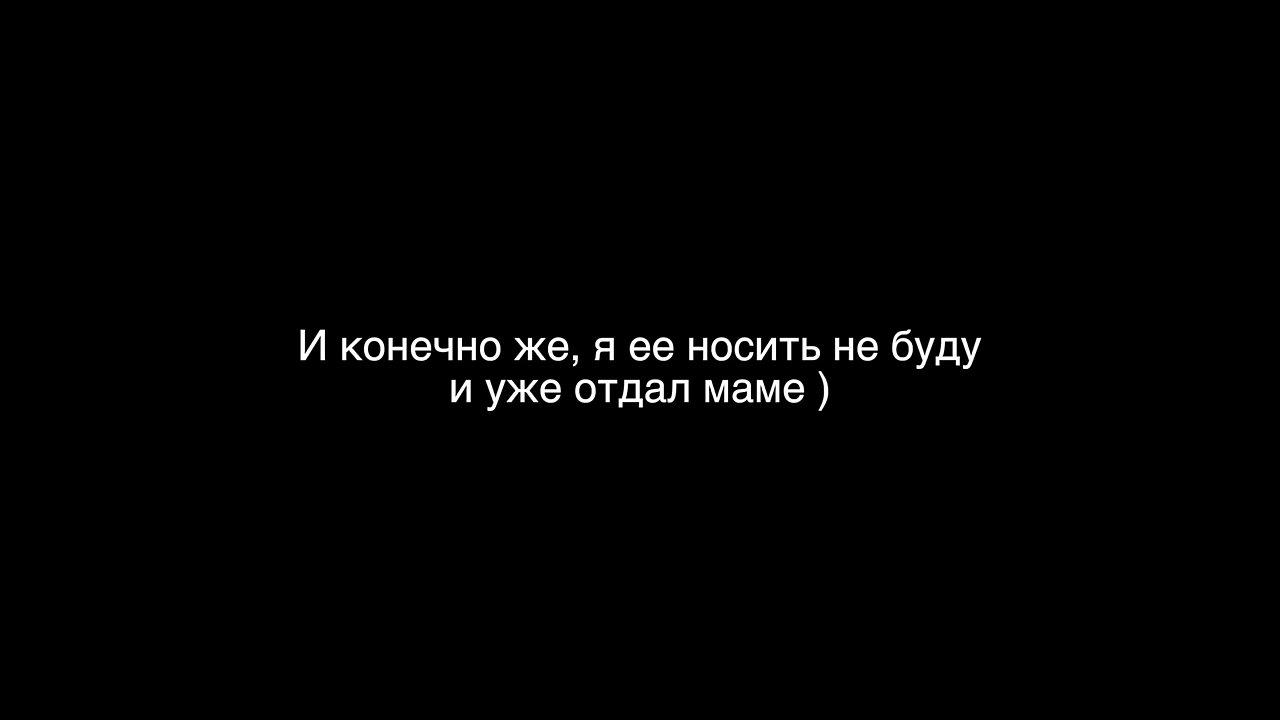 И конечно же, я ее носить не буду
и уже отдал маме )